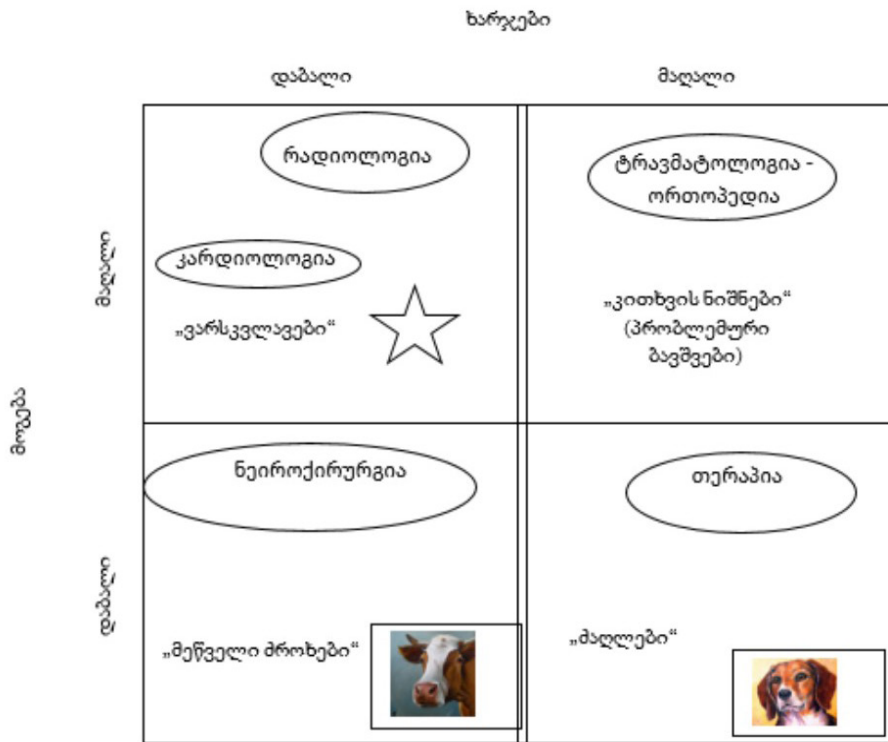 ხარჯები
დაბალი
მაღალი
მოგება
მაღალი
რადიოლოგია
ტრავმატოლოგია -
ორთოპედია
კარდიოლოგია
„ვარსკვლავები“
„კითხვის ნიშნები“
(პრობლემური
ბავშვები)
დაბალი
ნეიროქირურგია
თერაპია
„მეწველი ძროხები“
„ძაღლები“